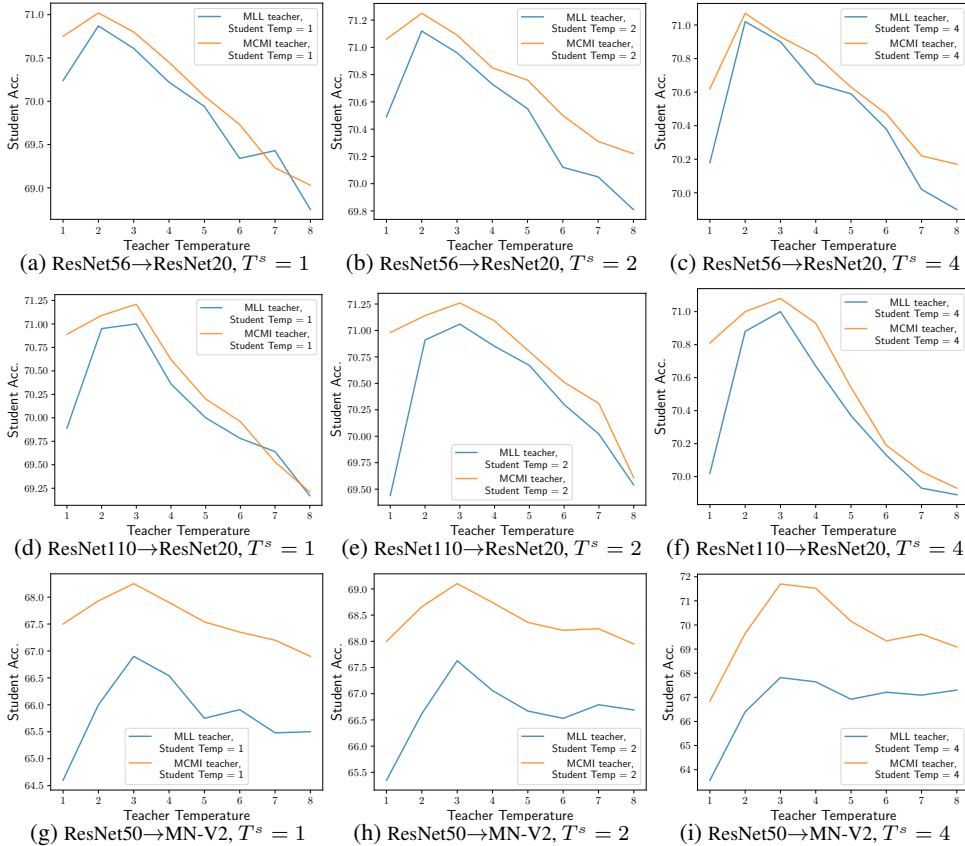 71.0
70.5
70.0
69.5
69.0
Student Acc.
MLL teacher,
Student Temp = 1
MCMI teacher,
Student Temp = 1
1 2 3 4 5 6 7 8
Teacher Temperature
(a) ResNet56→ResNet20, T^s = 1
71.2
71.0
70.8
70.6
70.4
70.2
70.0
69.8
Student Acc.
MLL teacher,
Student Temp = 2
MCMI teacher,
Student Temp = 2
1 2 3 4 5 6 7 8
Teacher Temperature
(b) ResNet56→ResNet20, T^s = 2
71.0
70.8
70.6
70.4
70.2
70.0
Student Acc.
MLL teacher,
Student Temp = 4
MCMI teacher,
Student Temp = 4
1 2 3 4 5 6 7 8
Teacher Temperature
(c) ResNet56→ResNet20, T^s = 4
71.25
71.00
70.75
70.50
70.25
70.00
69.75
69.50
69.25
Student Acc.
MLL teacher,
Student Temp = 1
MCMI teacher,
Student Temp = 1
1 2 3 4 5 6 7 8
Teacher Temperature
(d) ResNet110→ResNet20, T^s = 1
71.25
71.00
70.75
70.50
70.25
70.00
69.75
69.50
Student Acc.
MLL teacher,
Student Temp = 2
MCMI teacher,
Student Temp = 2
1 2 3 4 5 6 7 8
Teacher Temperature
(e) ResNet110→ResNet20, T^s = 2
71.0
70.8
70.6
70.4
70.2
70.0
Student Acc.
MLL teacher,
Student Temp = 4
MCMI teacher,
Student Temp = 4
1 2 3 4 5 6 7 8
Teacher Temperature
(f) ResNet110→ResNet20, T^s = 4
68.0
67.5
67.0
66.5
66.0
65.5
65.0
64.5
Student Acc.
MLL teacher,
Student Temp = 1
MCMI teacher,
Student Temp = 1
1 2 3 4 5 6 7 8
Teacher Temperature
(g) ResNet50→MN-V2, T^s = 1
69.0
68.5
68.0
67.5
67.0
66.5
66.0
65.5
Student Acc.
MLL teacher,
Student Temp = 2
MCMI teacher,
Student Temp = 2
1 2 3 4 5 6 7 8
Teacher Temperature
(h) ResNet50→MN-V2, T^s = 2
72
71
70
69
68
67
66
65
64
Student Acc.
MLL teacher,
Student Temp = 4
MCMI teacher,
Student Temp = 4
1 2 3 4 5 6 7 8
Teacher Temperature
(i) ResNet50→MN-V2, T^s = 4